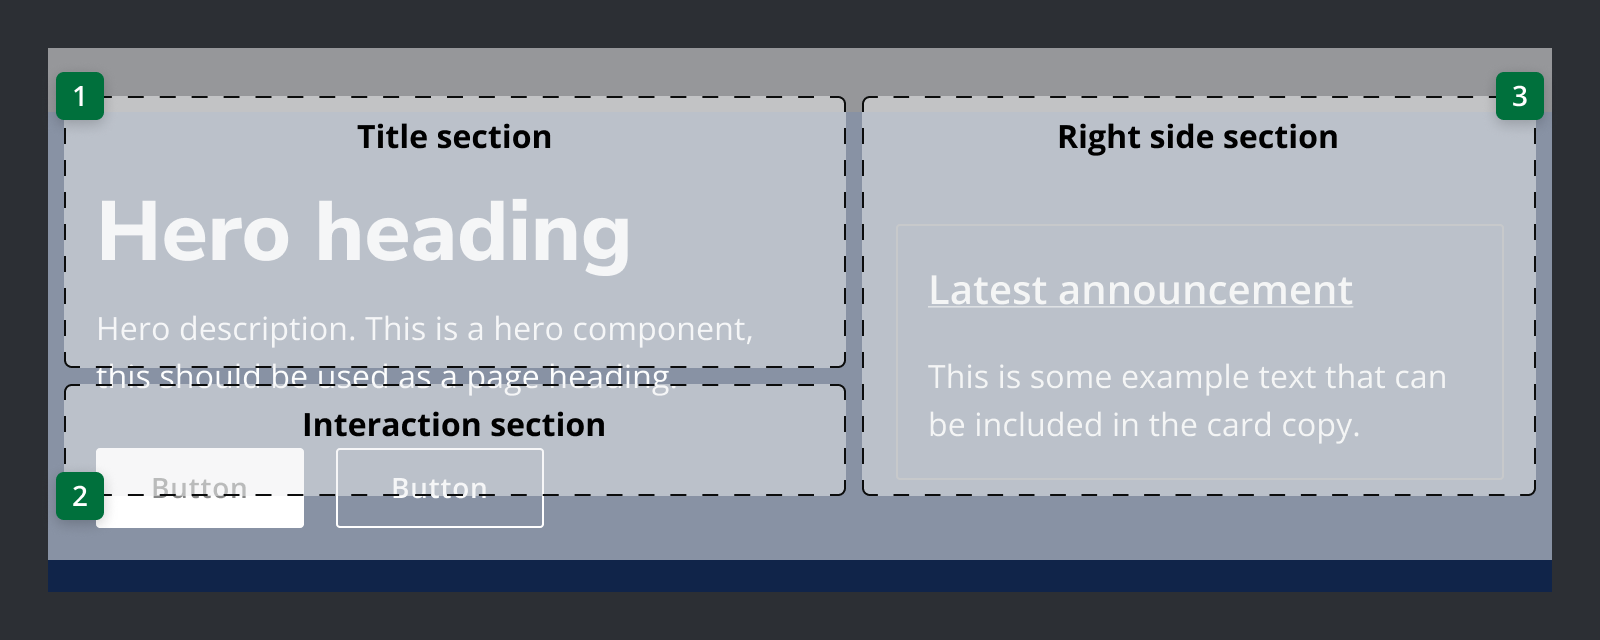 1
Title section
Hero heading
Hero description. This is a hero component,
this should be used as a page heading.
2
Interaction section
Button
Button
3
Right side section
Latest announcement
This is some example text that can
be included in the card copy.